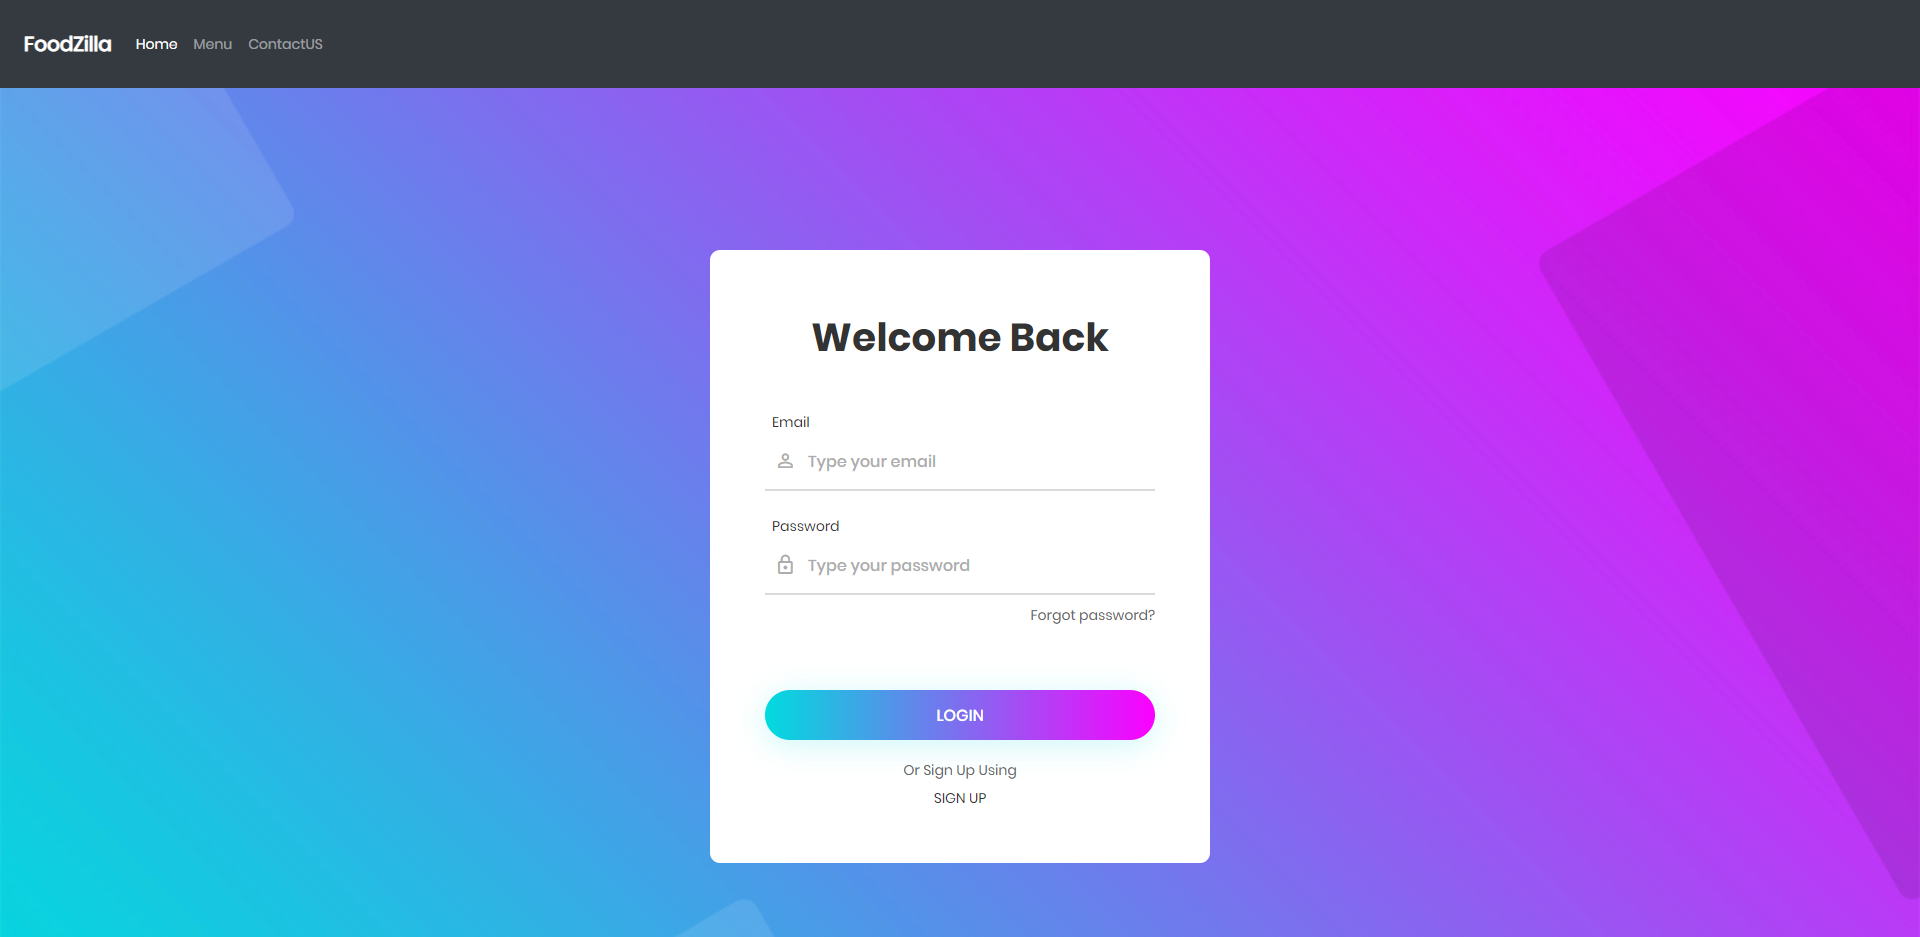 FoodZilla Home Menu ContactUS
Welcome Back
Email
Type your email
Password
Type your password
Forgot password?
LOGIN
Or Sign Up Using
SIGN UP